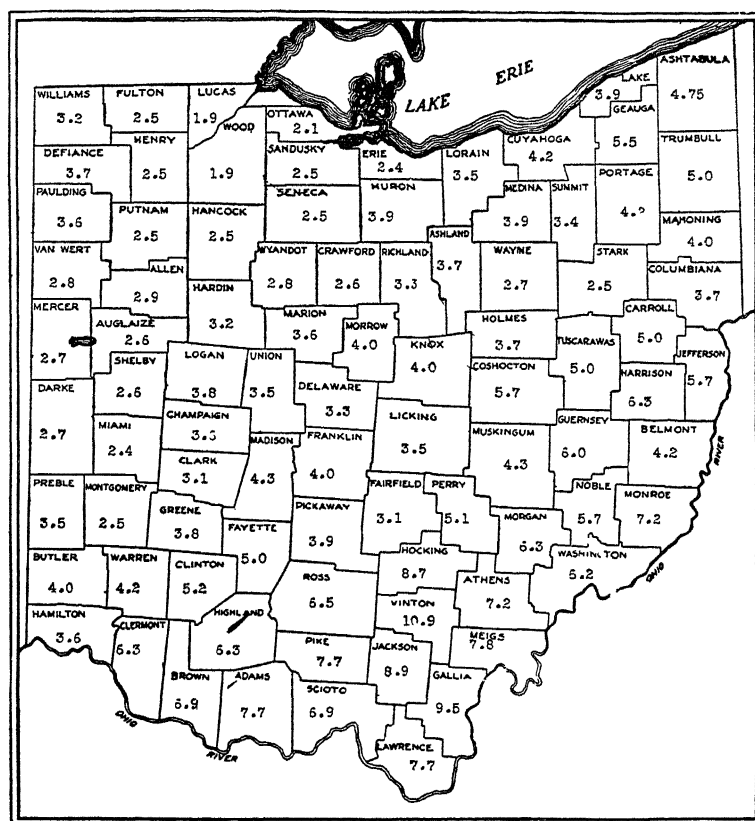 LAKE ERIE
WILLIAMS
3.2
FULTON
2.5
LUCAS
1.9
WOOD
1.9
OTTAWA
2.1
SANDUSKY
2.5
ERIE
2.4
LORAIN
3.5
CUYAHOGA
4.2
LAKE
3.9
GEAUGA
5.5
ASHTABULA
4.75
TRUMBULL
5.0
DEFIANCE
3.7
HENRY
2.5
SENECA
2.5
HURON
3.9
MEDINA
3.9
SUMMIT
3.4
PORTAGE
MAHONING
4.0
PAULDING
3.6
PUTNAM
2.5
HANCOCK
2.5
ASHLAND
3.7
VAN WERT
2.8
ALLEN
2.9
HARDIN
3.2
WYANDOT
2.8
CRAWFORD
2.6
RICHLAND
WAYNE
2.7
STARK
2.5
COLUMBIANA
3.7
MERCER
2.7
AUGLAIZE
2.6
MARION
3.6
MORROW
4.0
KNOX
4.0
HOLMES
3.7
TUSCARAWAS
5.0
CARROLL
5.0
JEFFERSON
5.7
SHELBY
2.6
LOGAN
3.8
UNION
3.5
DELAWARE
3.3
COSHOCTON
5.7
HARRISON
6.3
DARKE
2.7
MIAMI
2.4
CHAMPAIGN
CLARK
3.1
MADISON
4.3
FRANKLIN
4.0
LICKING
3.5
MUSKINGUM
4.3
GUERNSEY
6.0
BELMONT
4.2
PREBLE
3.5
MONTGOMERY
2.5
GREENE
3.8
FAYETTE
5.0
PICKAWAY
3.9
FAIRFIELD
3.1
PERRY
5.1
MORGAN
6.3
NOBLE
5.7
MONROE
7.2
BUTLER
4.0
WARREN
4.2
CLINTON
5.2
ROSS
6.5
HOCKING
8.7
ATHENS
7.2
WASHINGTON
6.2
HAMILTON
3.6
CLERMONT
6.3
HIGHLAND
6.3
PIKE
7.7
VINTON
10.9
JACKSON
8.9
MEIGS
7.8
BROWN
6.9
ADAMS
7.7
SCIOTO
6.9
GALLIA
9.5
LAWRENCE
7.7
OHIO
RIVER
OHIO
RIVER